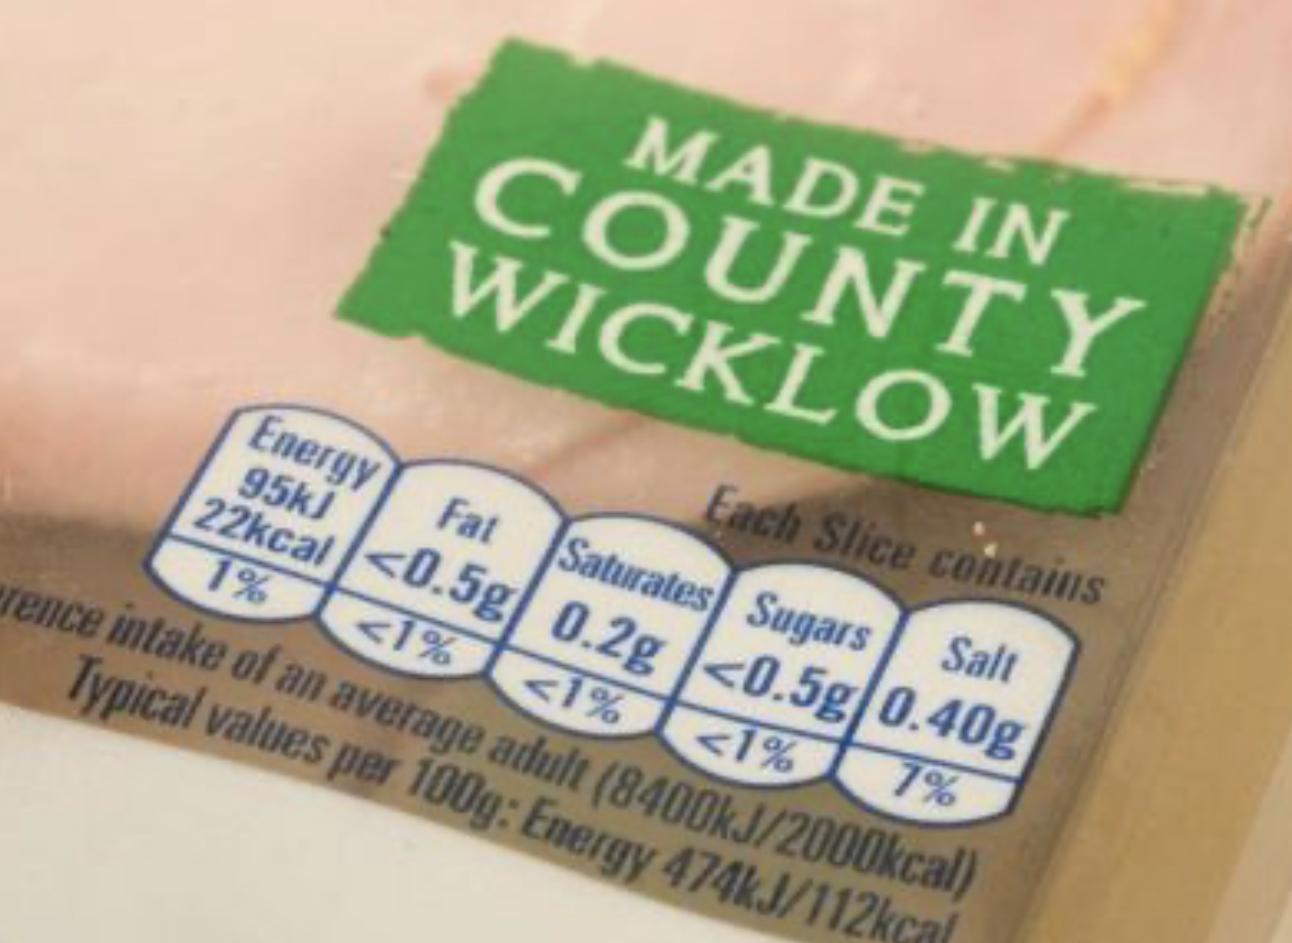 MADE IN
COUNTY
WICKLOW
Each Slice contains
Energy
95kJ
22kcal
1%
Fat
<0.5g
<1%
Saturates
0.2g
<1%
Sugars
<0.5g
<1%
Salt
0.40g
7%
intake of an average adult (8400kJ/2000kcal)
Typical values per 100g: Energy 474kJ/112kcal